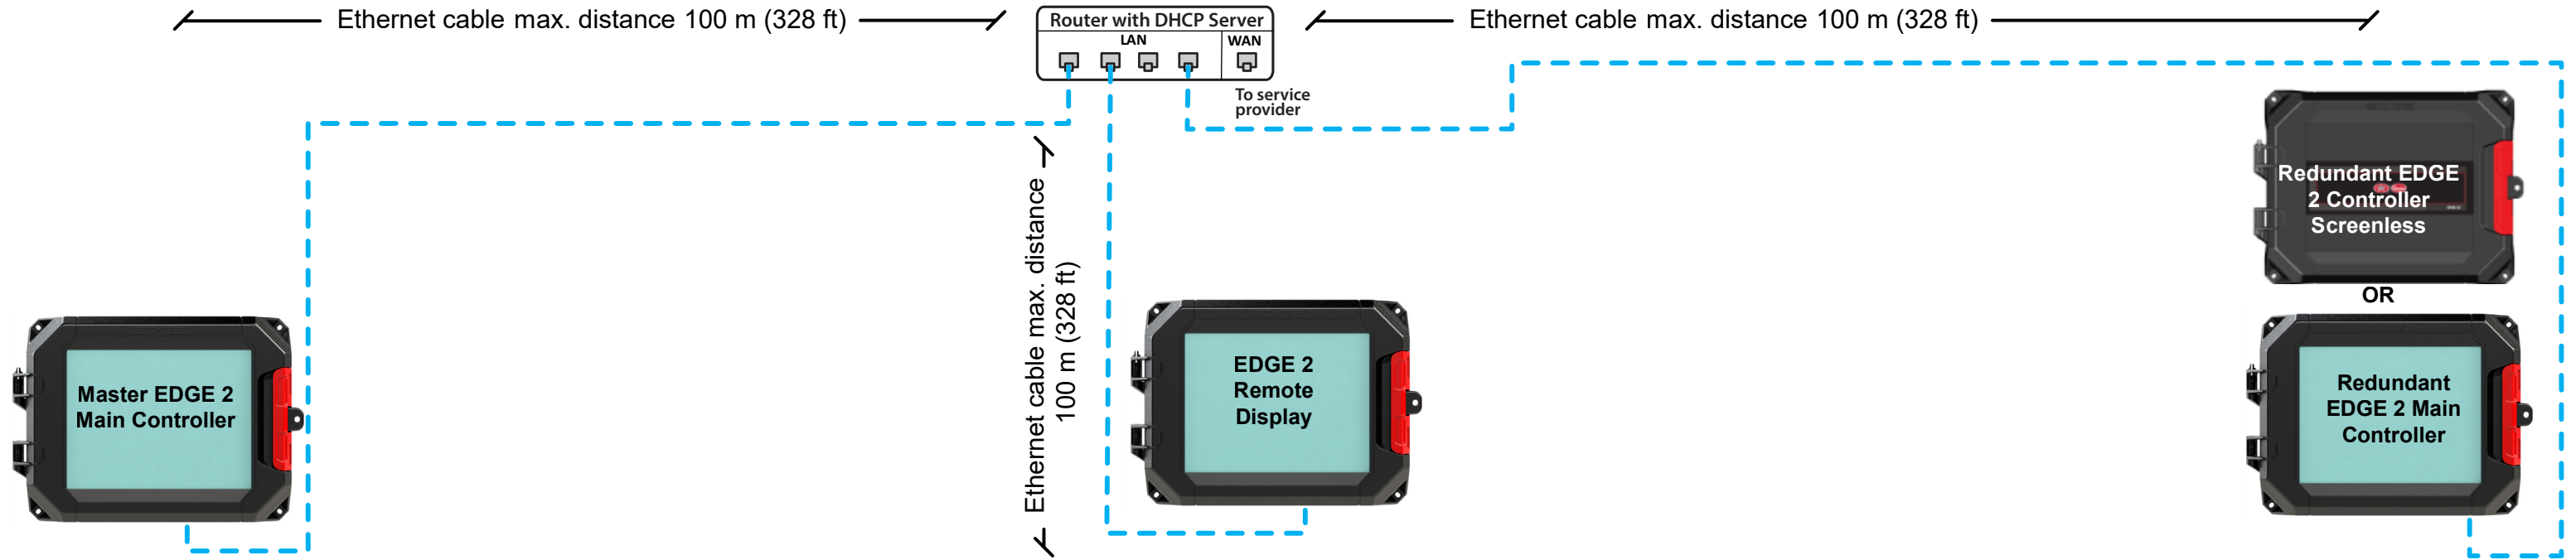 Ethernet cable max. distance 100 m (328 ft)
Router with DHCP Server
LAN
WAN
Ethernet cable max. distance 100 m (328 ft)
To service
provider
Ethernet cable max. distance
100 m (328 ft)
Redundant EDGE
2 Controller
Screenless
OR
Master EDGE 2
Main Controller
EDGE 2
Remote
Display
Redundant
EDGE 2 Main
Controller